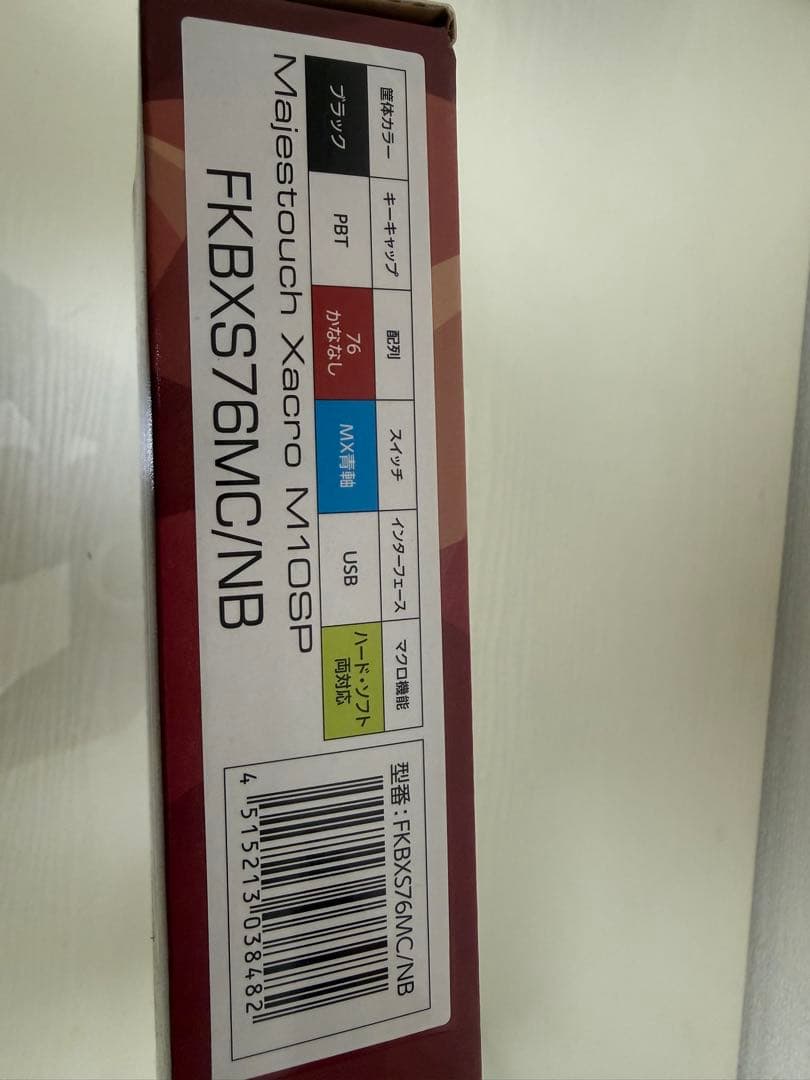 筐体カラー キーキャップ 配列 スイッチ インターフェース マクロ機能
ブラック PBT 76 かななし MX青軸 USB ハード・ソフト 両対応
Majestouch Xacro M10SP
FKBXS76MC/NB
型番：FKBXS76MC/NB
4 515213 038482